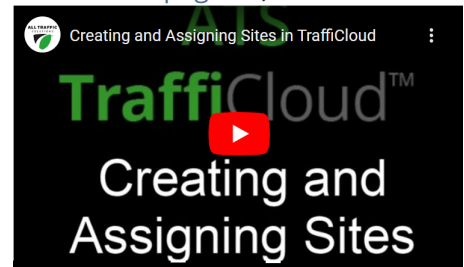 ALL TRAFFIC
SOLUTIONS
Creating and Assigning Sites in TraffiCloud
ATS
TraffiCloud™
Creating and
Assigning Sites